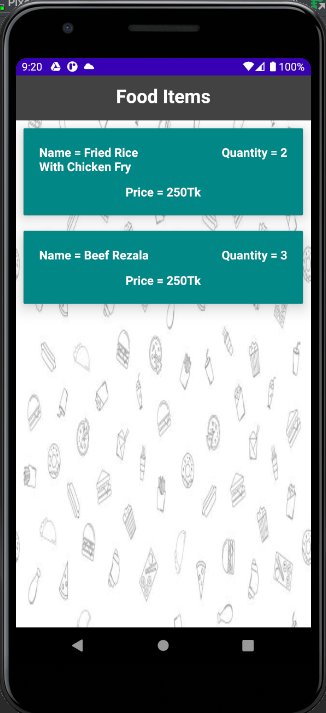 Pixe
9:20
100%
Food Items
Name = Fried Rice
With Chicken Fry
Quantity = 2
Price = 250Tk
Name = Beef Rezala
Quantity = 3
Price = 250Tk